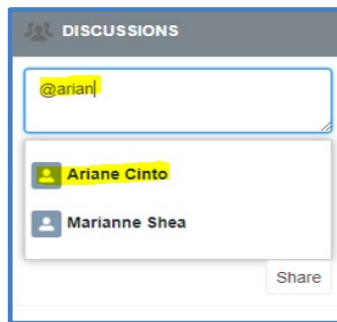 DISCUSSIONS
@arian
Ariane Cinto
Marianne Shea
Share